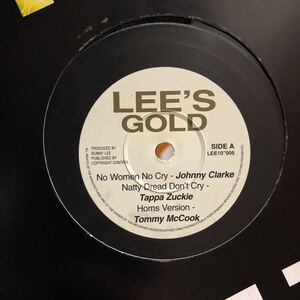 LEE'S
GOLD
PRODUCED BY
BUNNY LEE
PUBLISHED BY
COPYRIGHT CONTROL
SIDE A
LEE10"005
No Women No Cry - Johnny Clarke
Natty Dread Don't Cry -
Tappa Zuckie
Horns Version -
Tommy McCook